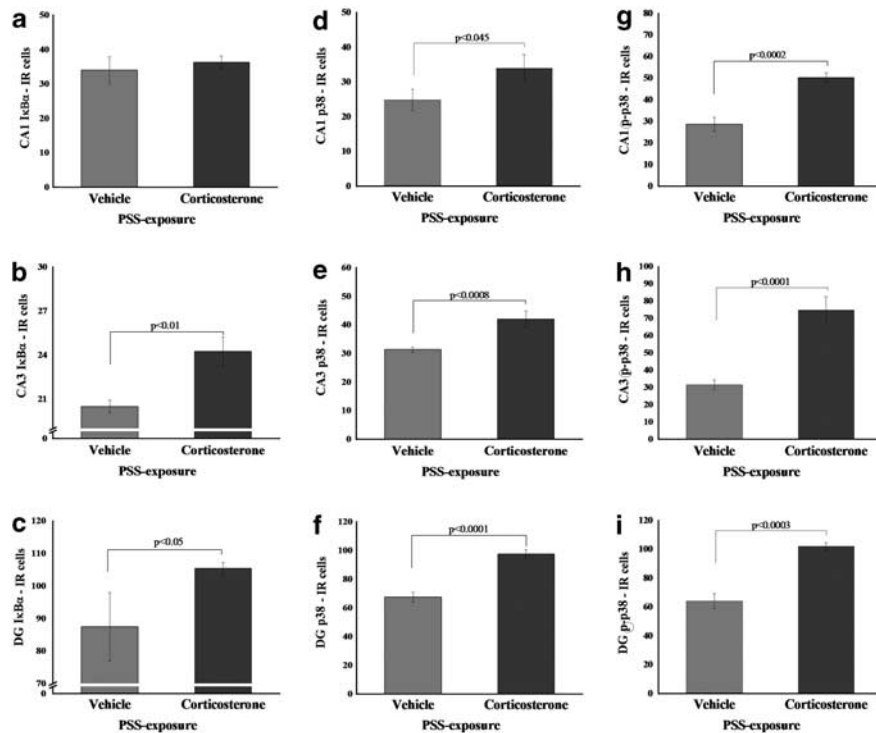 a
CA1 IκBα - IR cells
40
35
30
25
20
15
10
5
0
Vehicle
Corticosterone
PSS-exposure
d
CA1 p38 - IR cells
50
40
30
20
10
0
p<0.045
Vehicle
Corticosterone
PSS-exposure
g
CA1 p-p38 - IR cells
80
70
60
50
40
30
20
10
0
p<0.0002
Vehicle
Corticosterone
PSS-exposure
b
CA3 IκBα - IR cells
30
27
24
21
0
p<0.01
Vehicle
Corticosterone
PSS-exposure
e
CA3 p38 - IR cells
60
50
40
30
20
10
0
p<0.0008
Vehicle
Corticosterone
PSS-exposure
h
CA3 p-p38 - IR cells
100
90
80
70
60
50
40
30
20
10
0
p<0.0001
Vehicle
Corticosterone
PSS-exposure
c
DG IκBα - IR cells
120
110
100
90
80
70
0
p<0.05
Vehicle
Corticosterone
PSS-exposure
f
DG p38 - IR cells
120
100
80
60
40
20
0
p<0.0001
Vehicle
Corticosterone
PSS-exposure
i
DG p-p38 - IR cells
120
100
80
60
40
20
0
p<0.0003
Vehicle
Corticosterone
PSS-exposure